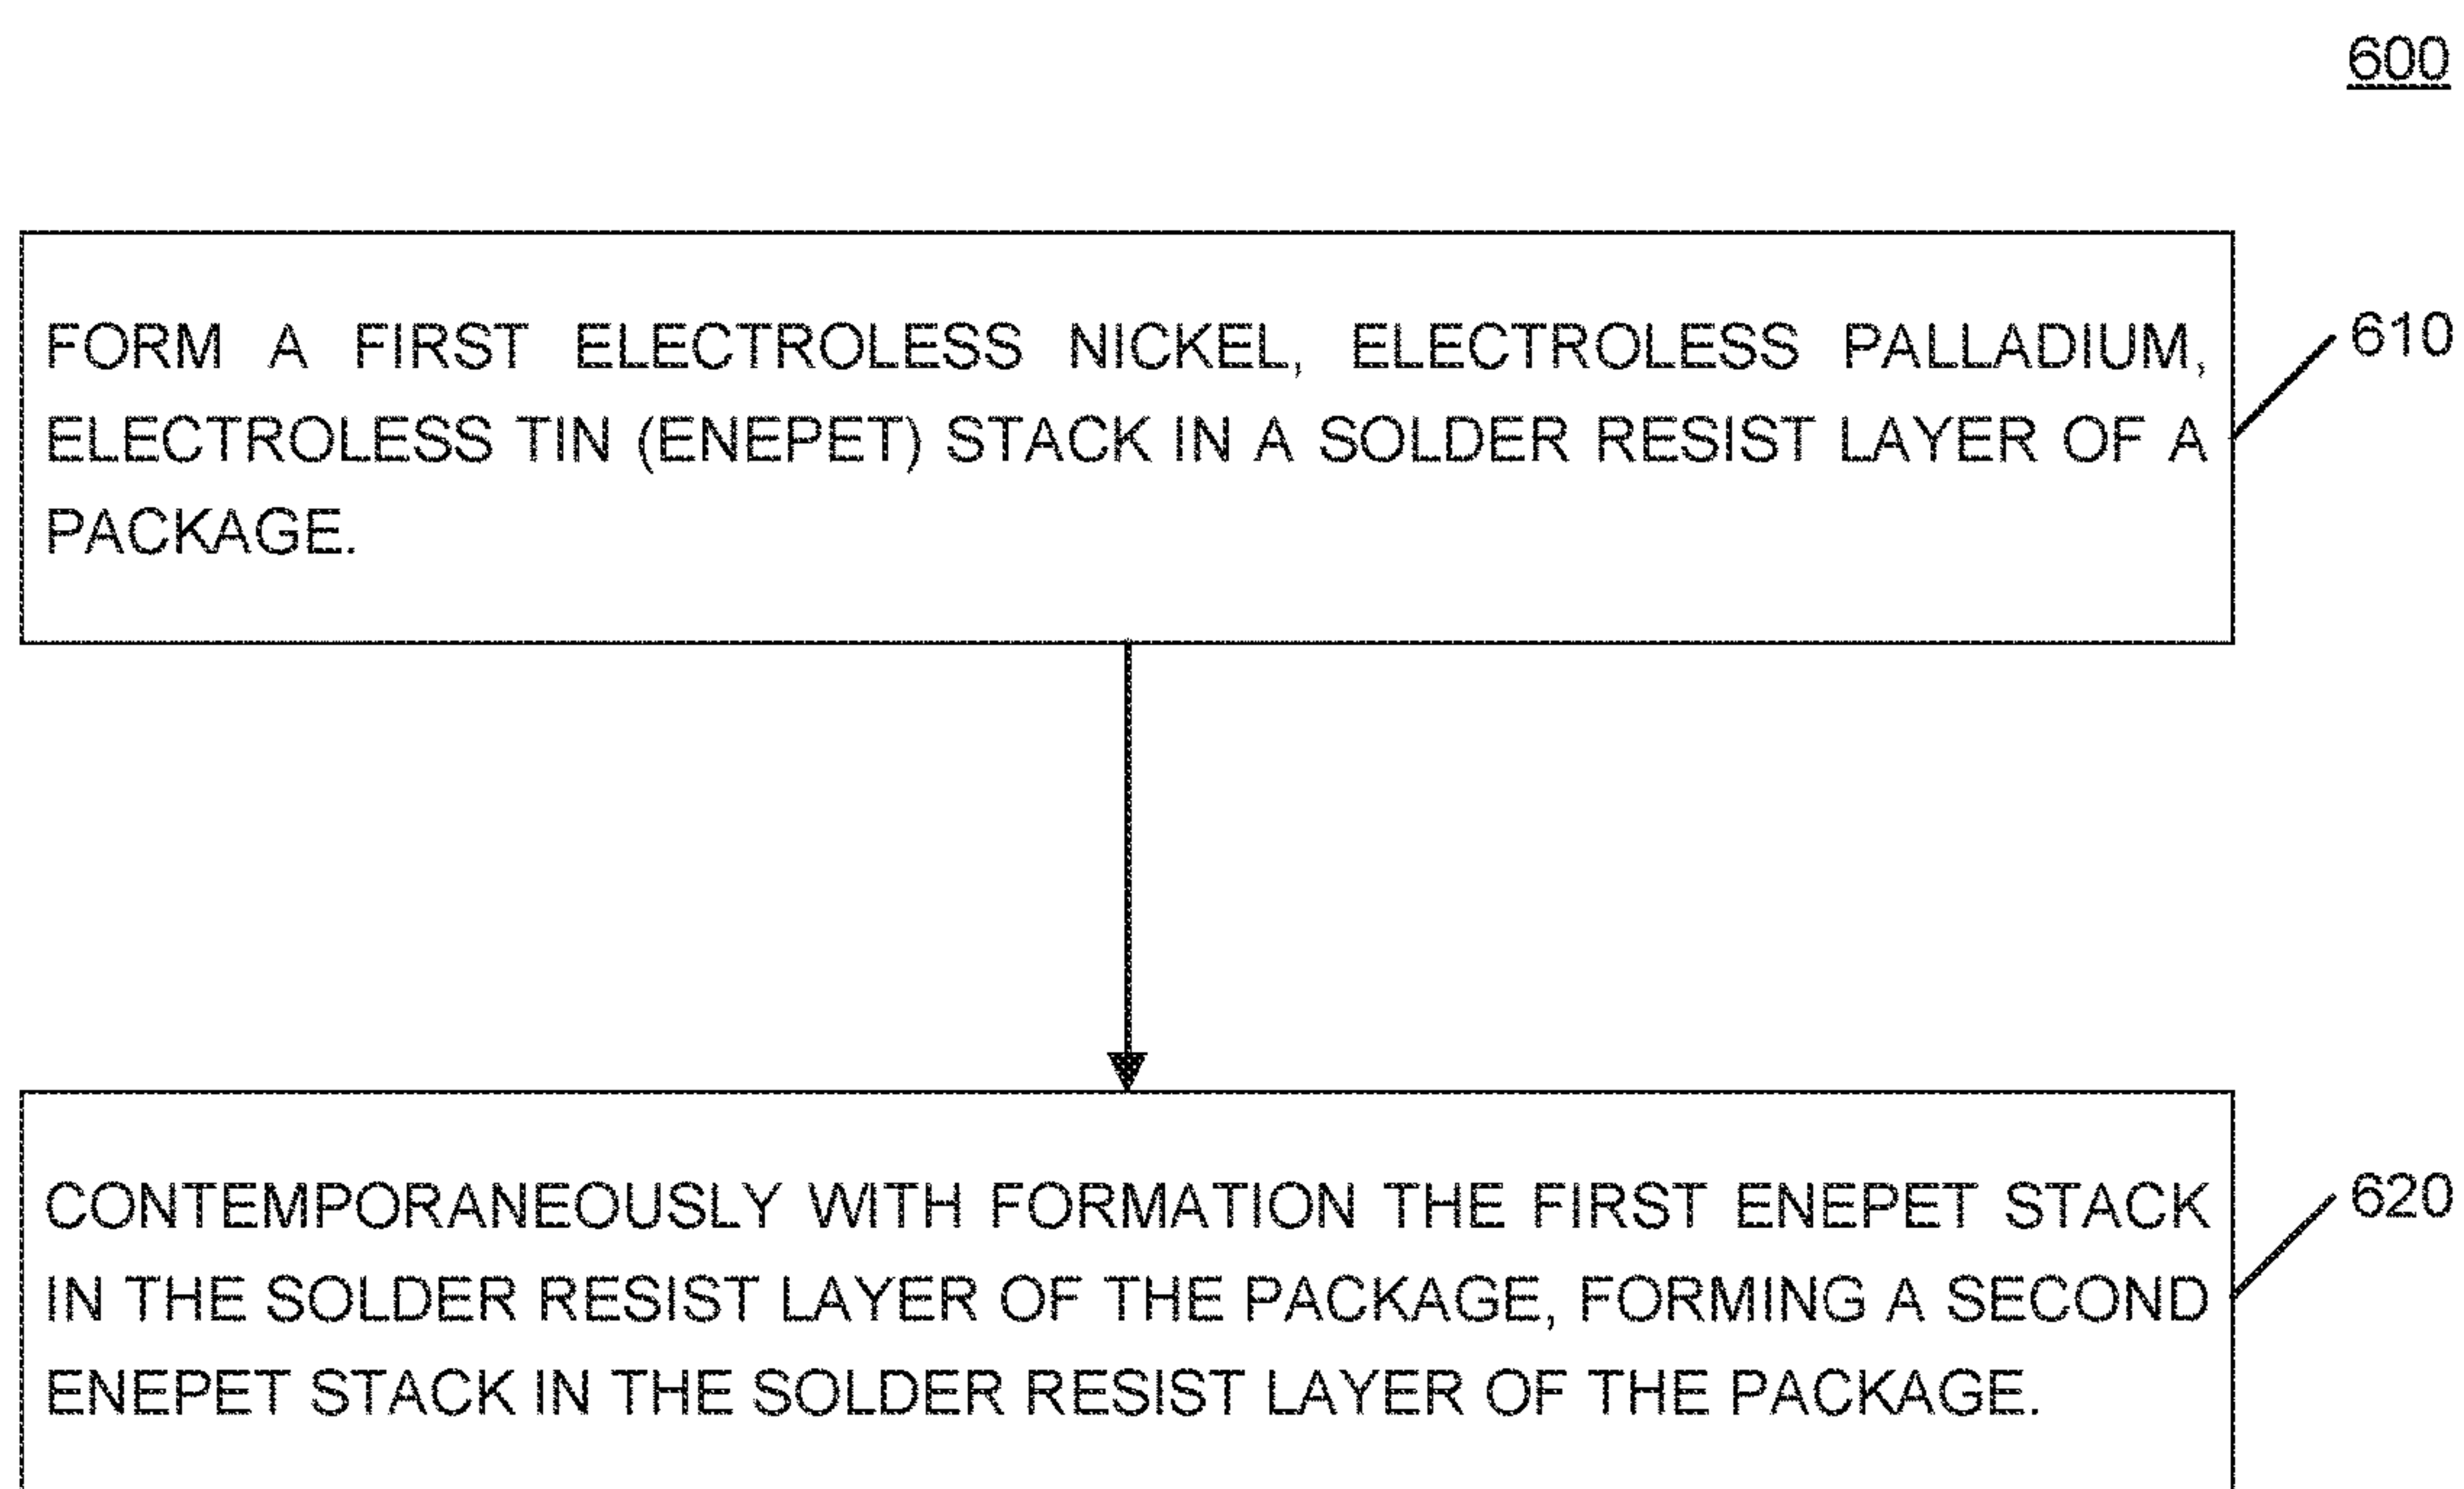 600
FORM A FIRST ELECTROLESS NICKEL, ELECTROLESS PALLADIUM,
ELECTROLESS TIN (ENEPET) STACK IN A SOLDER RESIST LAYER OF A
PACKAGE.
610
CONTEMPORANEOUSLY WITH FORMATION THE FIRST ENEPET STACK
IN THE SOLDER RESIST LAYER OF THE PACKAGE, FORMING A SECOND
ENEPET STACK IN THE SOLDER RESIST LAYER OF THE PACKAGE.
620